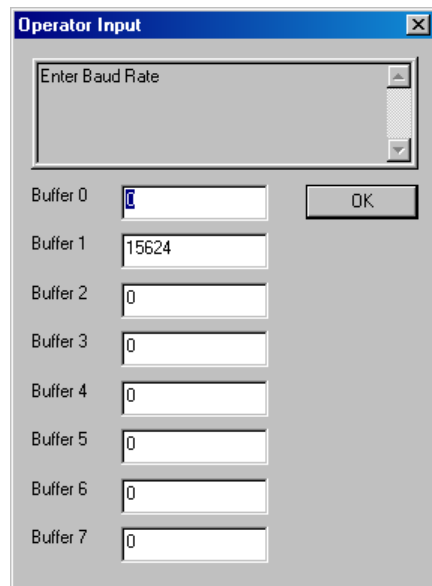 Operator Input
Enter Baud Rate
Buffer 0 0 OK
Buffer 1 15624
Buffer 2 0
Buffer 3 0
Buffer 4 0
Buffer 5 0
Buffer 6 0
Buffer 7 0